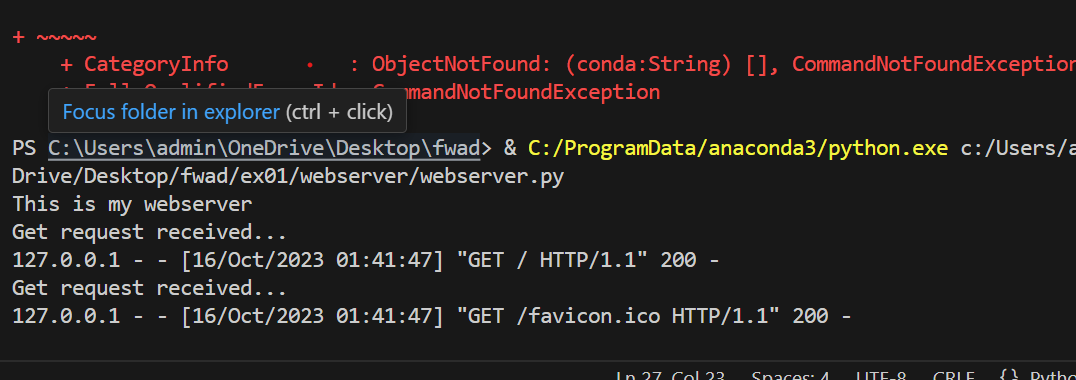 + ~~~~~
+ CategoryInfo : ObjectNotFound: (conda:String) [], CommandNotFoundException
CommandNotFoundException
Focus folder in explorer (ctrl + click)
PS C:\Users\admin\OneDrive\Desktop\fwad> & C:/ProgramData/anaconda3/python.exe c:/Users/a
Drive/Desktop/fwad/ex01/webserver/webserver.py
This is my webserver
Get request received...
127.0.0.1 - - [16/Oct/2023 01:41:47] "GET / HTTP/1.1" 200 -
Get request received...
127.0.0.1 - - [16/Oct/2023 01:41:47] "GET /favicon.ico HTTP/1.1" 200 -
Ln 27, Col 23 Spaces: 4 UTF-8 CRLF {} Pytho